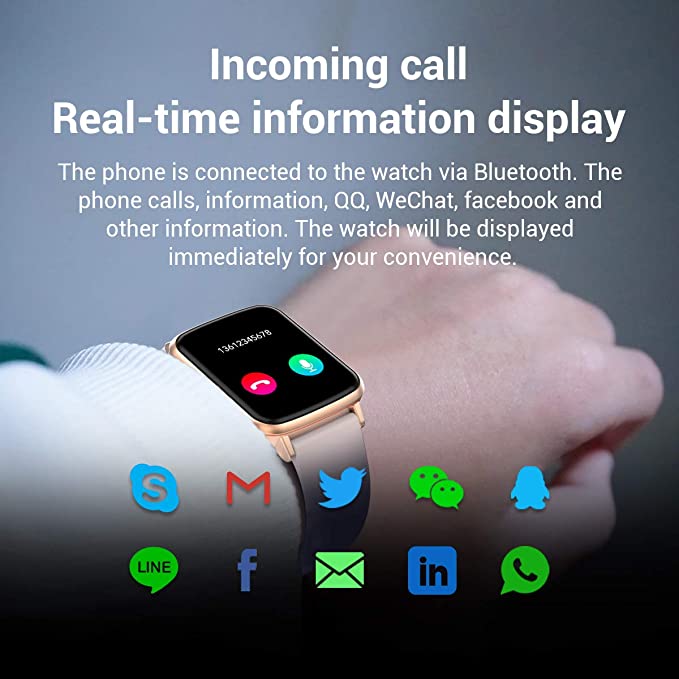 Incoming call
Real-time information display
The phone is connected to the watch via Bluetooth. The
phone calls, information, QQ, WeChat, facebook and
other information. The watch will be displayed
immediately for your convenience.
13612345678
LINE
in